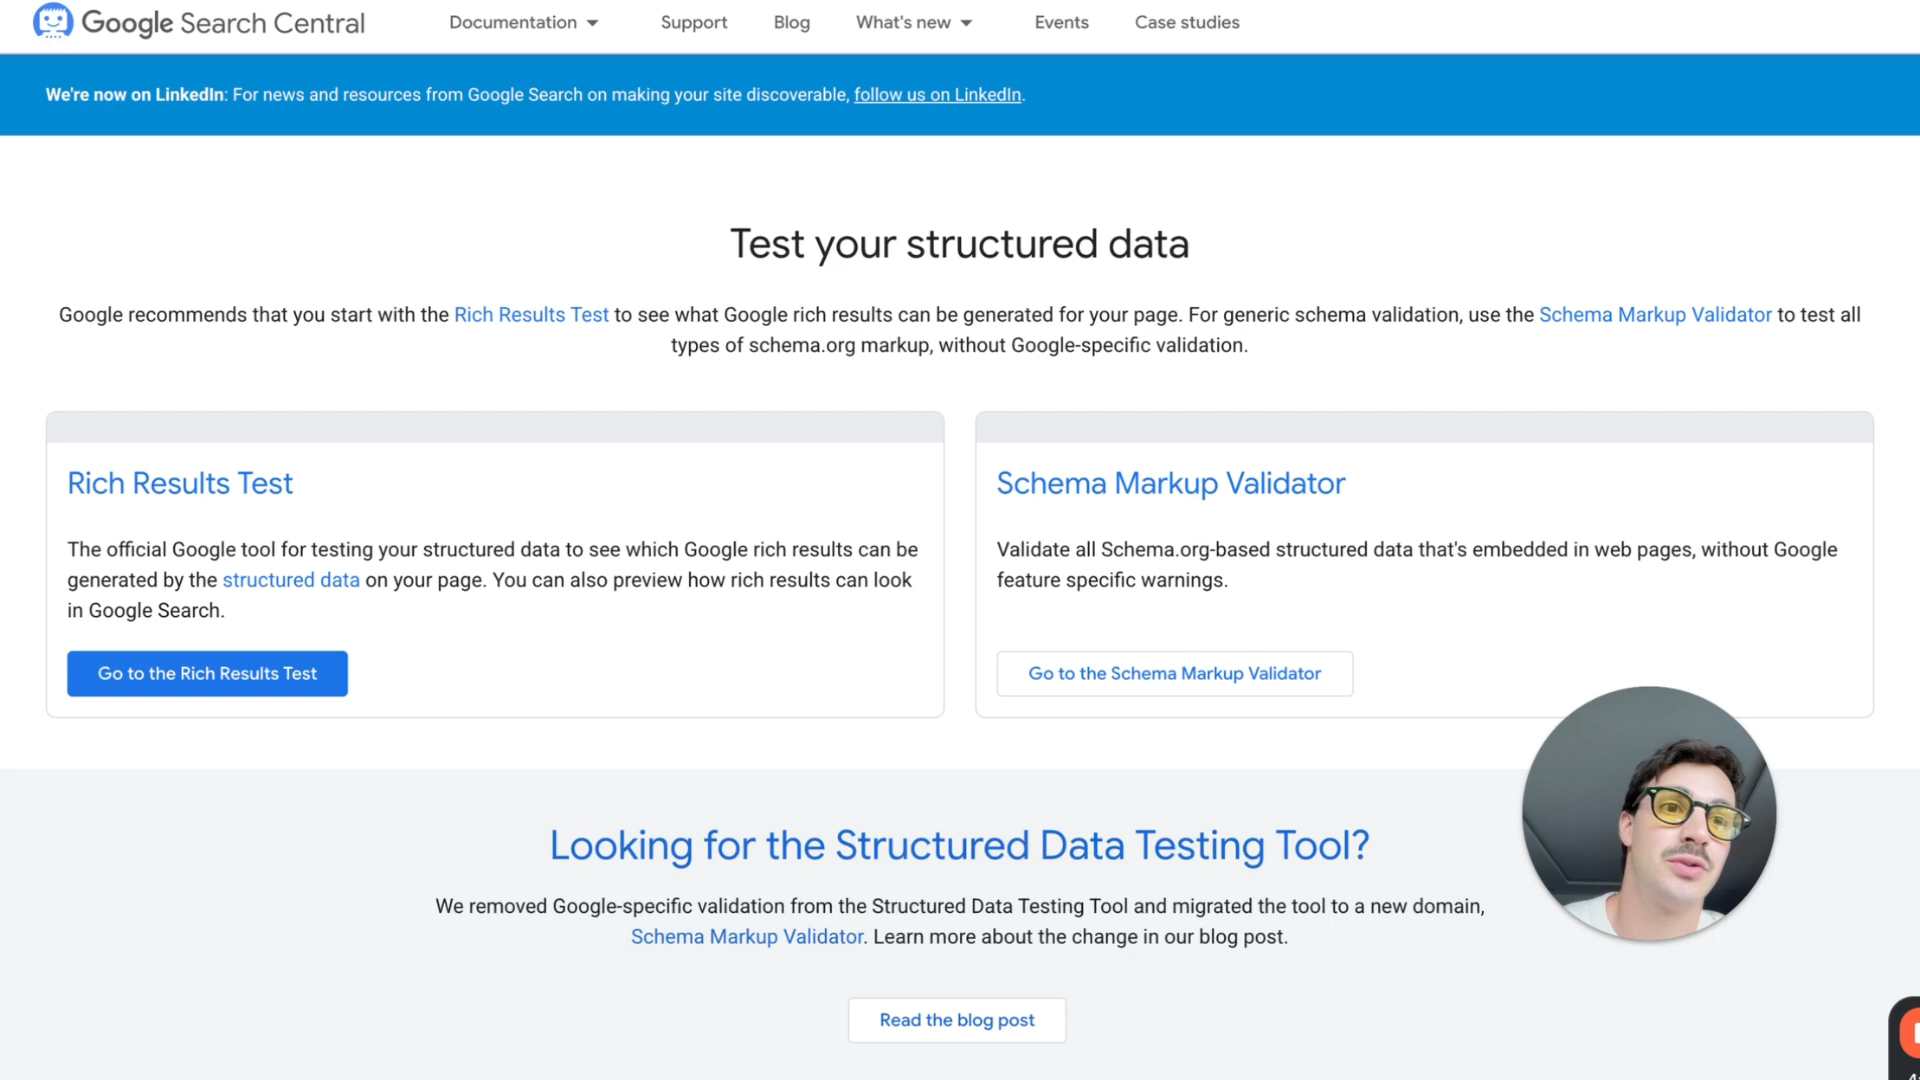 Google Search Central
Documentation
Support
Blog
What's new
Events
Case studies
We're now on LinkedIn: For news and resources from Google Search on making your site discoverable, follow us on LinkedIn.
Test your structured data
Google recommends that you start with the Rich Results Test to see what Google rich results can be generated for your page. For generic schema validation, use the Schema Markup Validator to test all
types of schema.org markup, without Google-specific validation.
Rich Results Test
The official Google tool for testing your structured data to see which Google rich results can be
generated by the structured data on your page. You can also preview how rich results can look
in Google Search.
Go to the Rich Results Test
Schema Markup Validator
Validate all Schema.org-based structured data that's embedded in web pages, without Google
feature specific warnings.
Go to the Schema Markup Validator
Looking for the Structured Data Testing Tool?
We removed Google-specific validation from the Structured Data Testing Tool and migrated the tool to a new domain,
Schema Markup Validator. Learn more about the change in our blog post.
Read the blog post